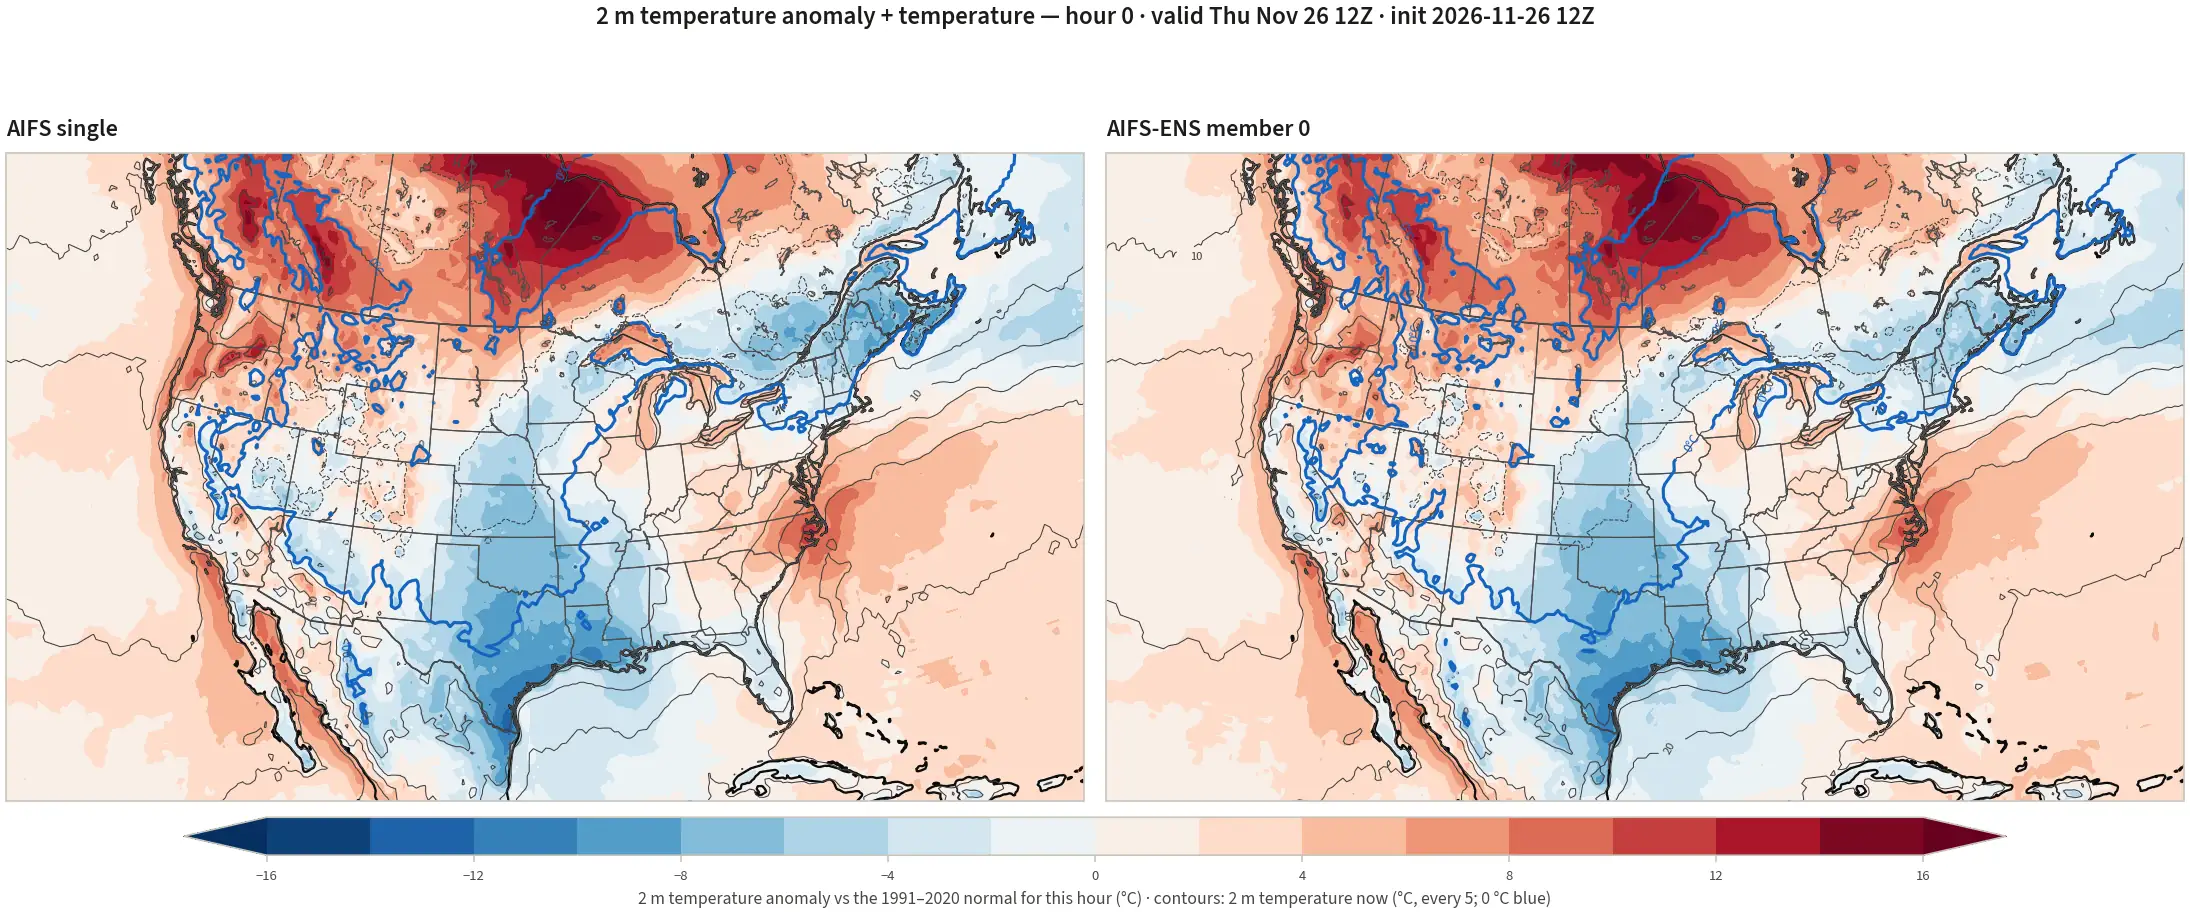 2 m temperature anomaly + temperature — hour 0 · valid Thu Nov 26 12Z · init 2026-11-26 12Z
AIFS single
AIFS-ENS member 0
10
10
0°C
20
−16 −12 −8 −4 0 4 8 12 16
2 m temperature anomaly vs the 1991–2020 normal for this hour (°C) · contours: 2 m temperature now (°C, every 5; 0 °C blue)